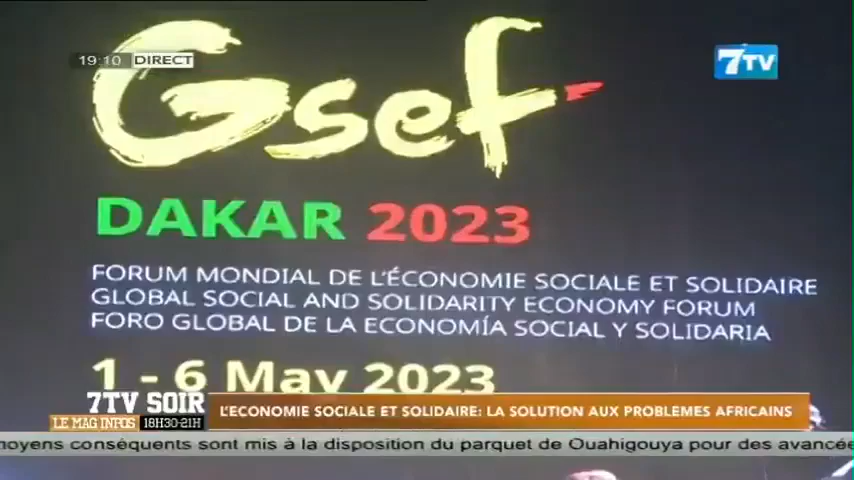 19:10 DIRECT
7TV
Gsef
DAKAR 2023
FORUM MONDIAL DE L'ÉCONOMIE SOCIALE ET SOLIDAIRE
GLOBAL SOCIAL AND SOLIDARITY ECONOMY FORUM
FORO GLOBAL DE LA ECONOMÍA SOCIAL Y SOLIDARIA
1 - 6 May 2023
7TV SOIR
LE MAG INFOS 18H30-21H
L'ECONOMIE SOCIALE ET SOLIDAIRE: LA SOLUTION AUX PROBLEMES AFRICAINS
moyens conséquents sont mis à la disposition du parquet de Ouahigouya pour des avancée